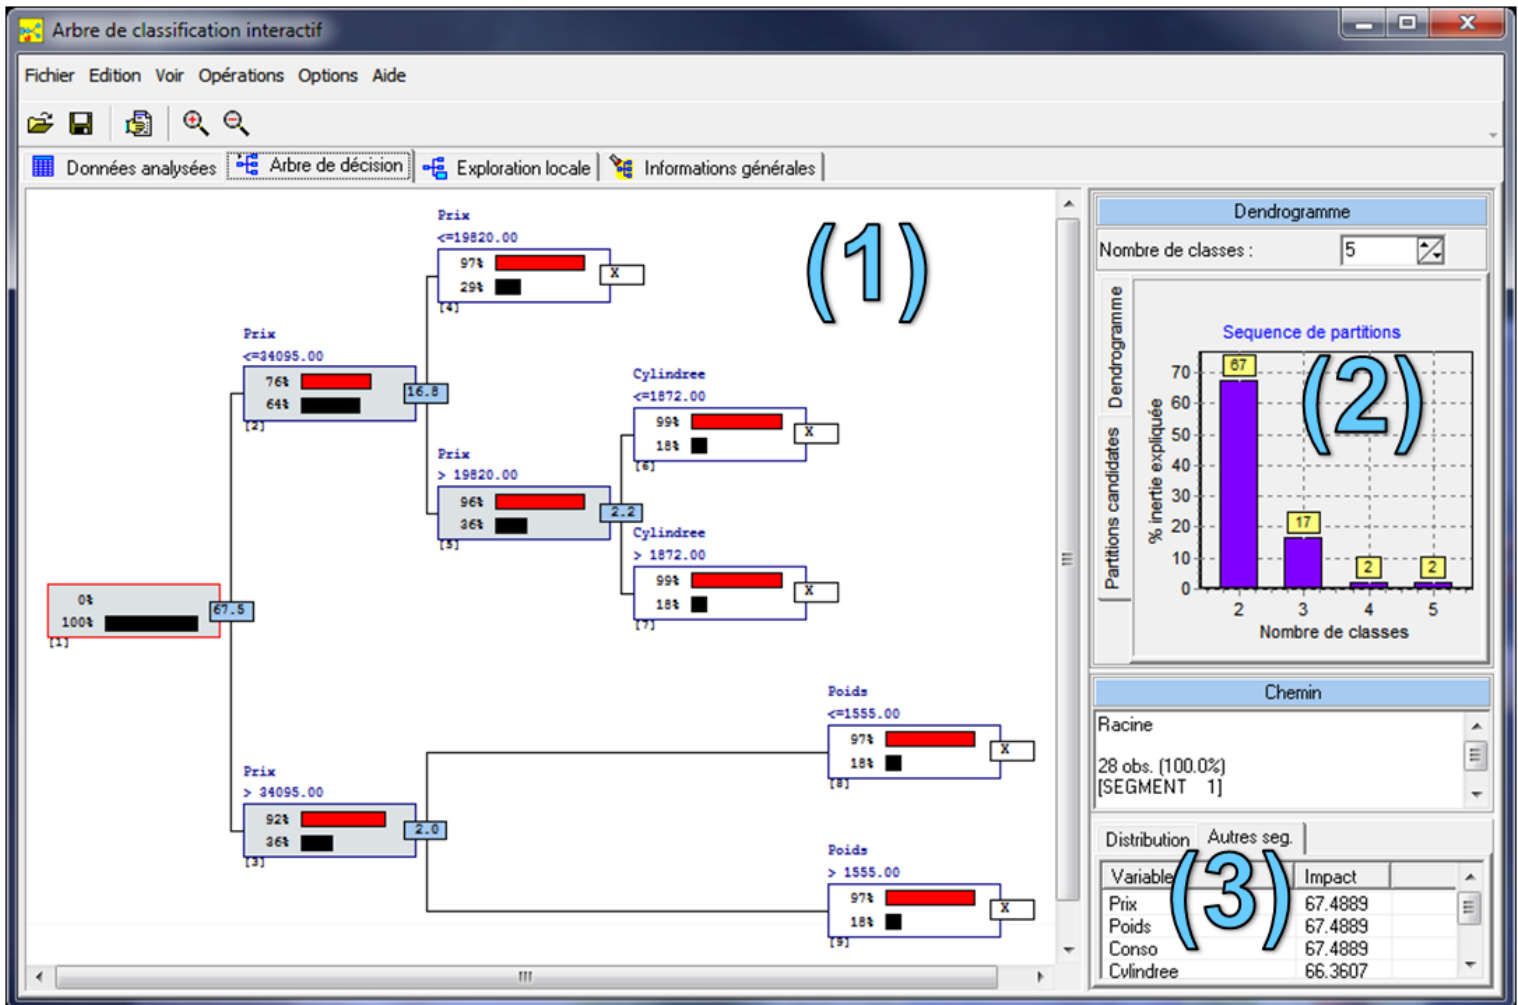 Arbre de classification interactif
Fichier Edition Voir Opérations Options Aide
Données analysées Arbre de décision Exploration locale Informations générales
(1)
Prix
<=19820.00
97%
29%
X
[4]
Prix
<=34095.00
76%
64%
16.8
[2]
Cylindree
<=1872.00
99%
18%
X
[6]
Prix
> 19820.00
96%
36%
2.2
[5]
Cylindree
> 1872.00
99%
18%
X
[7]
0%
100%
67.5
[1]
Poids
<=1555.00
97%
18%
X
[8]
Prix
> 34095.00
92%
36%
2.0
[3]
Poids
> 1555.00
97%
18%
X
[9]
Dendrogramme
Nombre de classes : 5
Dendrogramme
Partitions candidates
Sequence de partitions
(2)
% inertie expliquée
70
60
50
40
30
20
10
0
67
17
2
2
2 3 4 5
Nombre de classes
Chemin
Racine
28 obs. (100.0%)
[SEGMENT 1]
Distribution Autres seg.
(3)
Variable Impact
Prix 67.4889
Poids 67.4889
Conso 67.4889
Cylindree 66.3607